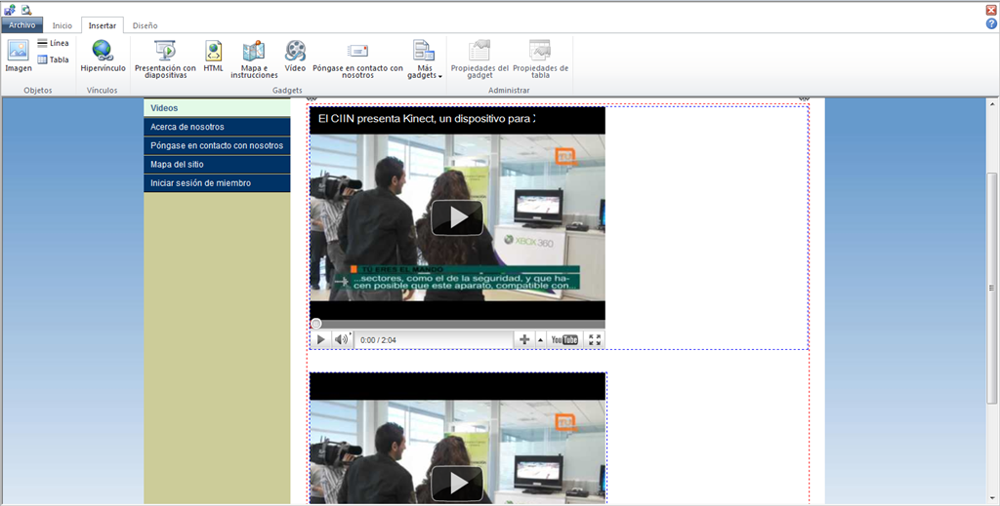 Archivo Inicio Insertar Diseño
Imagen
Línea
Tabla
Hipervínculo
Presentación con
diapositivas
HTML
Mapa e
instrucciones
Vídeo
Póngase en contacto con
nosotros
Más
gadgets
Propiedades del
gadget
Propiedades de
tabla
Objetos Vínculos Gadgets Administrar
Videos
Acerca de nosotros
Póngase en contacto con nosotros
Mapa del sitio
Iniciar sesión de miembro
El CIIN presenta Kinect, un dispositivo para
TU
XBOX 360
TÚ ERES EL MANDO
...sectores, como el de la seguridad, y que ha-
cen posible que este aparato, compatible con...
0:00 / 2:04
YouTube
TU